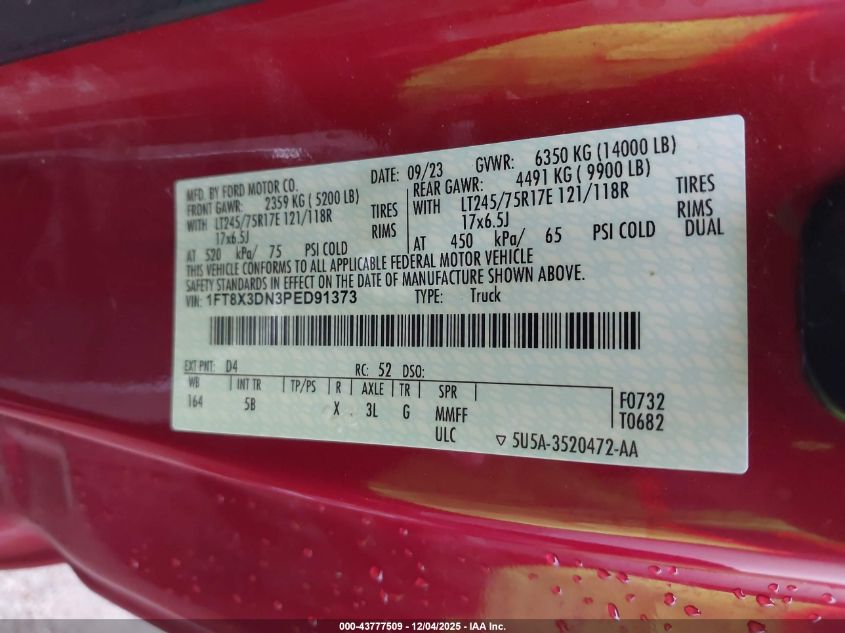 MFD. BY FORD MOTOR CO.
DATE: 09/23 GVWR: 6350 KG (14000 LB)
FRONT GAWR: 2359 KG ( 5200 LB)
REAR GAWR: 4491 KG ( 9900 LB)
WITH LT245/75R17E 121/118R TIRES
WITH LT245/75R17E 121/118R TIRES
17x6.5J RIMS
17x6.5J RIMS
AT 520 kPa/ 75 PSI COLD
AT 450 kPa/ 65 PSI COLD DUAL
THIS VEHICLE CONFORMS TO ALL APPLICABLE FEDERAL MOTOR VEHICLE
SAFETY STANDARDS IN EFFECT ON THE DATE OF MANUFACTURE SHOWN ABOVE.
VIN: 1FT8X3DN3PED91373 TYPE: Truck
EXT PNT: D4 RC: 52 DSO:
WB INT TR TP/PS R AXLE TR SPR
164 5B X 3L G MMFF
ULC
F0732
T0682
5U5A-3520472-AA
000-43777509 - 12/04/2025 - IAA Inc.